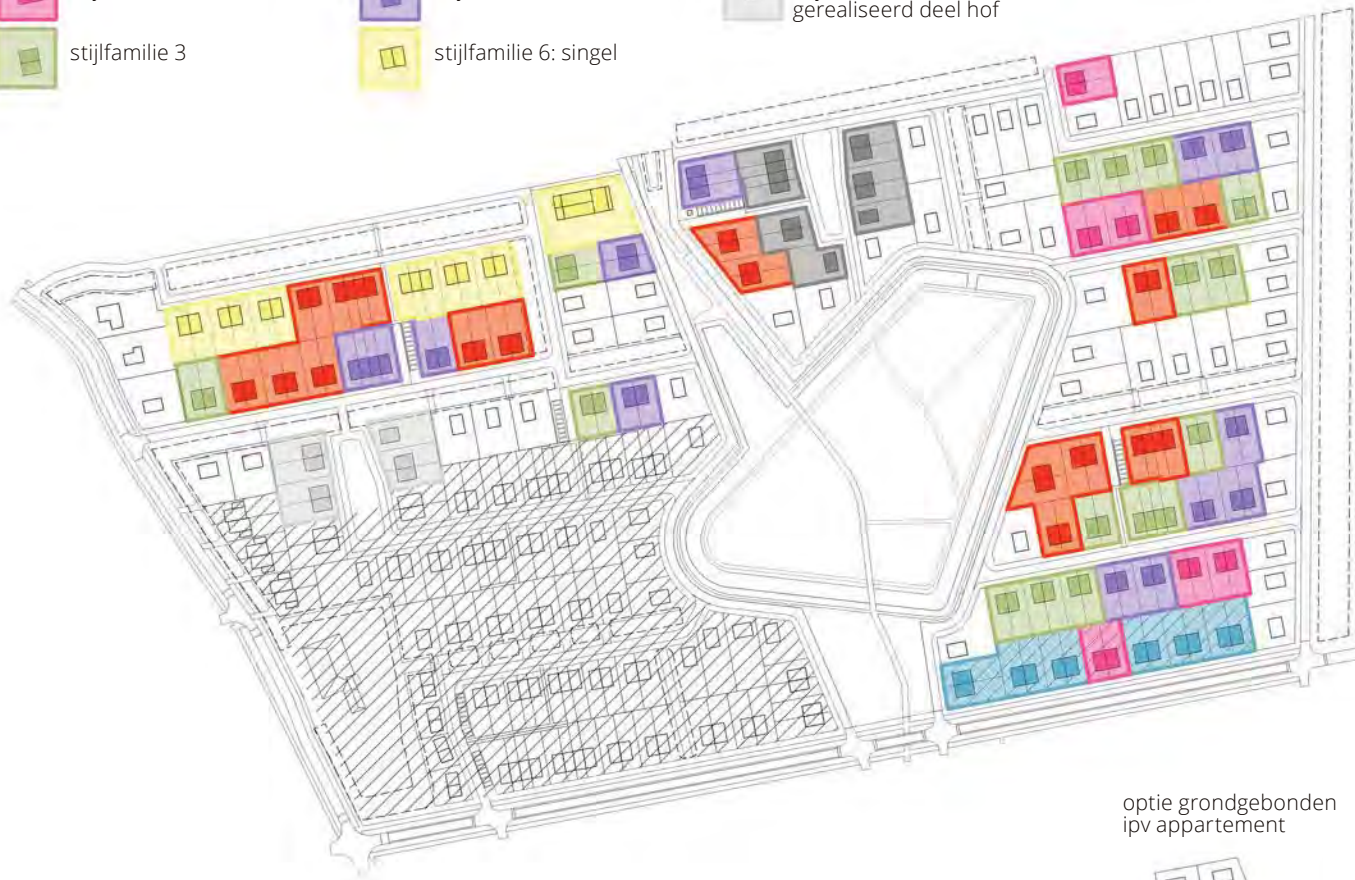 gerealiseerd deel hof
stijlfamilie 3
stijlfamilie 6: singel
optie grondgebonden
ipv appartement